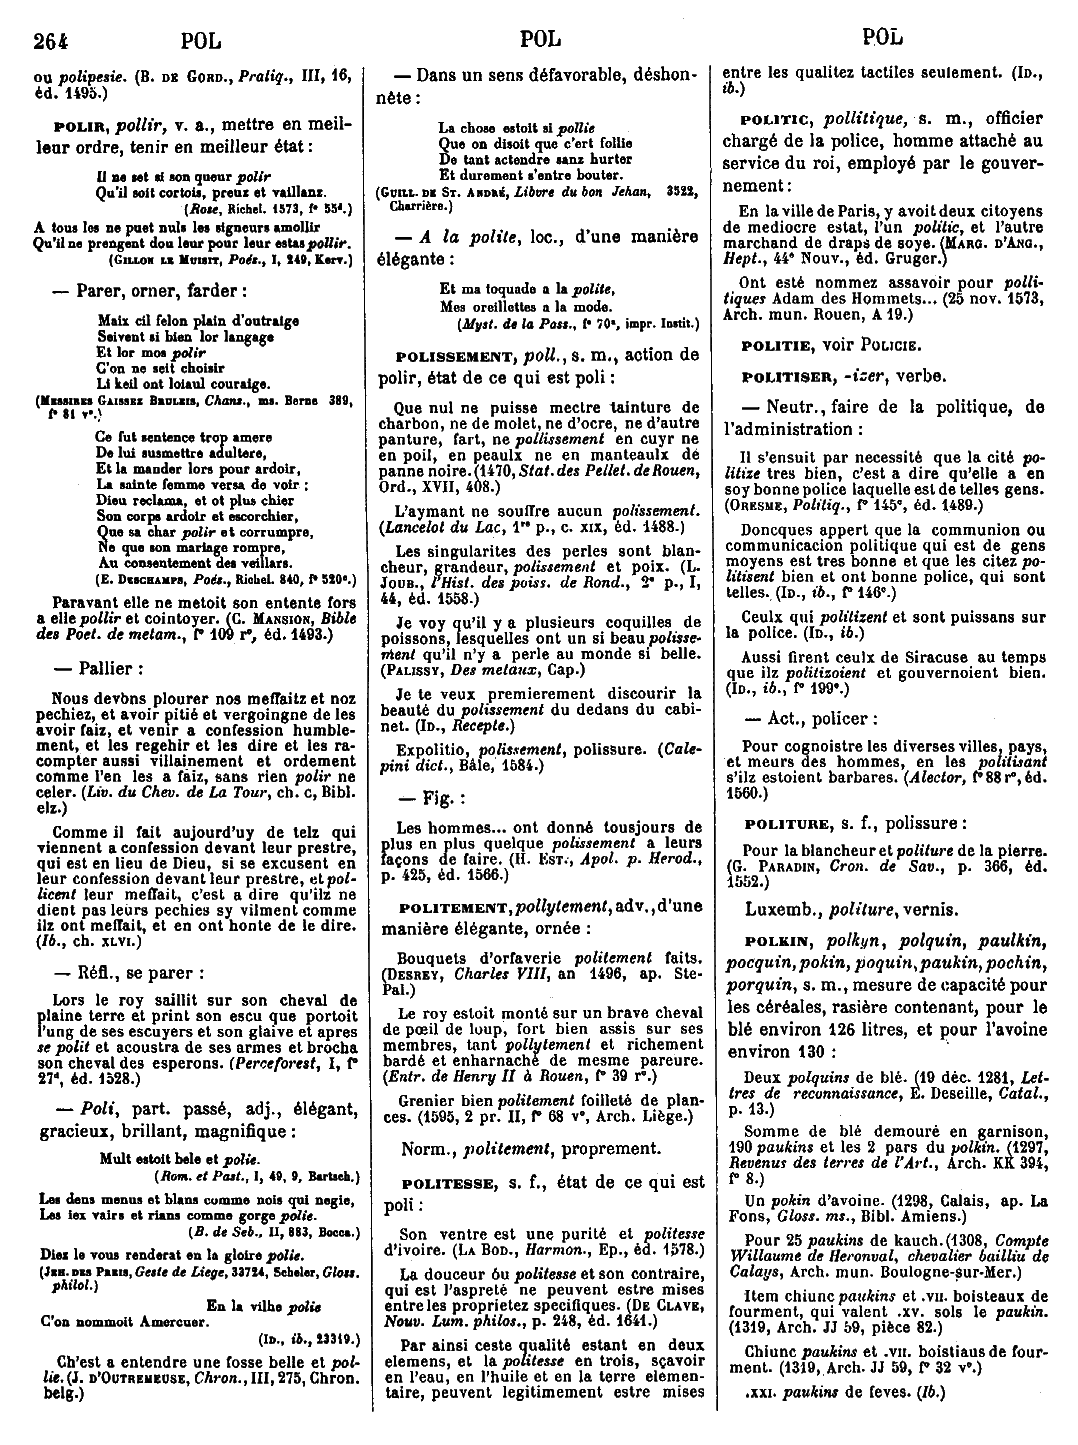 264 POL POL POL
ou polipesie. (B. DE GORD., Pratiq., III, 16,
éd. 1495.)
POLIR, pollir, v. a., mettre en meil-
leur ordre, tenir en meilleur état :
Il ne set si son queur polir
Qu'il soit cortois, preux et vaillanz.
(Rose, Richel. 1573, f° 55d.)
A tous les ne puet nuls les signeurs amollir
Qu'il ne prengent dou leur pour leur estas pollir.
(GILLON LE MUISIT, Poés., I, 249, Kerv.)
— Parer, orner, farder :
Maix cil felon plain d'outraige
Seivent si bien lor langage
Et lor mos polir
C'on ne seit choisir
Li keil ont loiaul couraige.
(MESSIRES GAISSEZ BRULEIS, Chans., ms. Berne 389,
f° 81 v°.)
Ce fut sentence trop amere
De lui susmettre adultere,
Et la mander lors pour ardoir,
La sainte femme versa de voir ;
Dieu reclama, et ot plus chier
Son corps ardoir et escorchier,
Que sa char polir et corrumpre,
Ne que son mariage rompre,
Au consentement des veillars.
(E. DESCHAMPS, Poés., Richel. 840, f° 520a.)
Paravant elle ne metoit son entente fors
a elle pollir et cointoyer. (C. MANSION, Bible
des Poet. de metam., f° 109 r°, éd. 1493.)
— Pallier :
Nous devons plourer nos meffaitz et noz
pechiez, et avoir pitié et vergoingne de les
avoir faiz, et venir a confession humble-
ment, et les regehir et les dire et les ra-
compter aussi villainement et ordement
comme l'en les a faiz, sans rien polir ne
celer. (Liv. du Chev. de La Tour, ch. c, Bibl.
elz.)
Comme il fait aujourd'uy de telz qui
viennent a confession devant leur prestre,
qui est en lieu de Dieu, si se excusent en
leur confession devant leur prestre, et pol-
licent leur meffait, c'est a dire qu'ilz ne
dient pas leurs pechies sy vilment comme
ilz ont meffait, et en ont honte de le dire.
(Ib., ch. XLVI.)
— Réfl., se parer :
Lors le roy saillit sur son cheval de
plaine terre et print son escu que portoit
l'ung de ses escuyers et son glaive et apres
se polit et acoustra de ses armes et brocha
son cheval des esperons. (Perceforest, I, f°
27d, éd. 1528.)
— Poli, part. passé, adj., élégant,
gracieux, brillant, magnifique :
Mult estoit bele et polie.
(Rom. et Past., I, 49, 9, Bartsch.)
Les dens menus et blans comme nois qui negie,
Les iex vairs et rians comme gorge polie.
(B. de Seb., II, 883, Bocca.)
Diex le vous renderat en la gloire polie.
(JEH. DES PREIS, Geste de Liege, 33724, Scheler, Gloss.
philol.)
En la vilhe polie
C'on nommoit Amercuer.
(ID., ib., 23319.)
Ch'est a entendre une fosse belle et pol-
lie. (J. D'OUTREMEUSE, Chron., III, 275, Chron.
belg.)
— Dans un sens défavorable, déshon-
nête :
La chose estoit si pollie
Que on disoit que c'ert follie
De tant actendre sanz hurter
Et durement s'entre bouter.
(GUILL. DE ST. ANDRÉ, Libvre du bon Jehan, 3522,
Charrière.)
— A la polite, loc., d'une manière
élégante :
Et ma toquade a la polite,
Mes oreillettes a la mode.
(Myst. de la Pass., f° 70c, impr. Instit.)
POLISSEMENT, poll., s. m., action de
polir, état de ce qui est poli :
Que nul ne puisse mectre tainture de
charbon, ne de molet, ne d'ocre, ne d'autre
panture, fart, ne pollissement en cuyr ne
en poil, en peaulx ne en manteaulx dé
panne noire. (1470, Stat. des Pellet. de Rouen,
Ord., XVII, 408.)
L'aymant ne souffre aucun polissement.
(Lancelot du Lac, 1re p., c. XIX, éd. 1488.)
Les singularites des perles sont blan-
cheur, grandeur, polissement et poix. (L.
JOUB., l'Hist. des poiss. de Rond., 2e p., I,
44, éd. 1558.)
Je voy qu'il y a plusieurs coquilles de
poissons, lesquelles ont un si beau polisse-
ment qu'il n'y a perle au monde si belle.
(PALISSY, Des metaux, Cap.)
Je te veux premierement discourir la
beauté du polissement du dedans du cabi-
net. (ID., Recepte.)
Expolitio, polissement, polissure. (Cale-
pini dict., Bâle, 1584.)
— Fig. :
Les hommes... ont donné tousjours de
plus en plus quelque polissement a leurs
façons de faire. (H. EST., Apol. p. Herod.,
p. 425, éd. 1566.)
POLITEMENT, pollytement, adv., d'une
manière élégante, ornée :
Bouquets d'orfaverie politement faits.
(DESREY, Charles VIII, an 1496, ap. Ste-
Pal.)
Le roy estoit monté sur un brave cheval
de pœil de loup, fort bien assis sur ses
membres, tant pollytement et richement
bardé et enharnaché de mesme pareure.
(Entr. de Henry II à Rouen, f° 39 r°.)
Grenier bien politement foilleté de plan-
ces. (1595, 2 pr. II, f° 68 v°, Arch. Liège.)
Norm., politement, proprement.
POLITESSE, s. f., état de ce qui est
poli :
Son ventre est une purité et politesse
d'ivoire. (LA BOD., Harmon., Ep., éd. 1578.)
La douceur ou politesse et son contraire,
qui est l'aspreté ne peuvent estre mises
entre les proprietez specifiques. (DE CLAVE,
Nouv. Lum. philos., p. 248, éd. 1641.)
Par ainsi ceste qualité estant en deux
elemens, et la politesse en trois, sçavoir
en l'eau, en l'huile et en la terre elemen-
taire, peuvent legitimement estre mises
entre les qualitez tactiles seulement. (ID.,
ib.)
POLITIC, pollitique, s. m., officier
chargé de la police, homme attaché au
service du roi, employé par le gouver-
nement :
En la ville de Paris, y avoit deux citoyens
de mediocre estat, l'un politic, et l'autre
marchand de draps de soye. (MARG. D'ANG.,
Hept., 44e Nouv., éd. Gruger.)
Ont esté nommez assavoir pour polli-
tiques Adam des Hommets... (25 nov. 1573,
Arch. mun. Rouen, A 19.)
POLITIE, voir POLICIE.
POLITISER, -izer, verbe.
— Neutr., faire de la politique, de
l'administration :
Il s'ensuit par necessité que la cité po-
litize tres bien, c'est a dire qu'elle a en
soy bonne police laquelle est de telles gens.
(ORESME, Politiq., f° 145c, éd. 1489.)
Doncques appert que la communion ou
communicacion politique qui est de gens
moyens est tres bonne et que les citez po-
litisent bien et ont bonne police, qui sont
telles. (ID., ib., f° 146c.)
Ceulx qui politizent et sont puissans sur
la police. (ID., ib.)
Aussi firent ceulx de Siracuse au temps
que ilz politizoient et gouvernoient bien.
(ID., ib., f° 199a.)
— Act., policer :
Pour cognoistre les diverses villes, pays,
et meurs des hommes, en les politisant
s'ilz estoient barbares. (Alector, f° 88 r°, éd.
1560.)
POLITURE, s. f., polissure :
Pour la blancheur et politure de la pierre.
(G. PARADIN, Cron. de Sav., p. 366, éd.
1552.)
Luxemb., politure, vernis.
POLKIN, polkyn, polquin, paulkin,
pocquin, pokin, poquin, paukin, pochin,
porquin, s. m., mesure de capacité pour
les céréales, rasière contenant, pour le
blé environ 126 litres, et pour l'avoine
environ 130 :
Deux polquins de blé. (19 déc. 1281, Let-
tres de reconnaissance, E. Deseille, Catal.,
p. 13.)
Somme de blé demouré en garnison,
190 paukins et les 2 pars du polkin. (1297,
Revenus des terres de l'Art., Arch. KK 394,
f° 8.)
Un pokin d'avoine. (1298, Calais, ap. La
Fons, Gloss. ms., Bibl. Amiens.)
Pour 25 paukins de kauch. (1308, Compte
Willaume de Heronval, chevalier bailliu de
Calays, Arch. mun. Boulogne-sur-Mer.)
Item chiunc paukins et .VII. boisteaux de
fourment, qui valent .XV. sols le paukin.
(1319, Arch. JJ 59, pièce 82.)
Chiunc paukins et .VII. boistiaus de four-
ment. (1319, Arch. JJ 59, f° 32 v°.)
.XXI. paukins de feves. (Ib.)